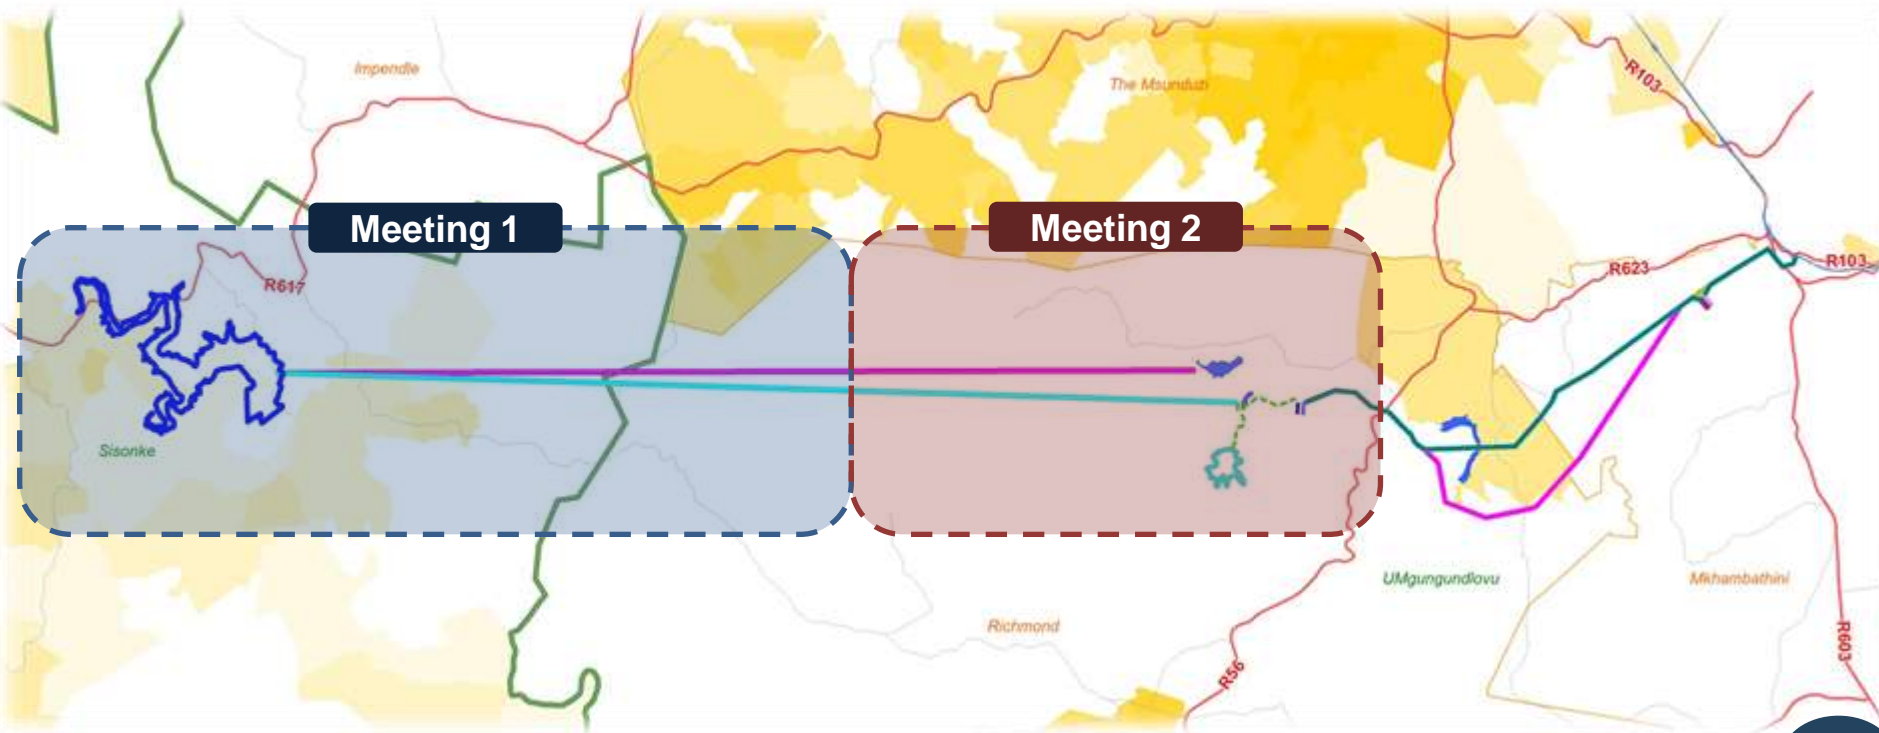 Impendle
The Msunduzi
R103
Meeting 1
Meeting 2
R617
R623
R103
Sisonke
UMgungundlovu
Mkhambathini
Richmond
R603
R56